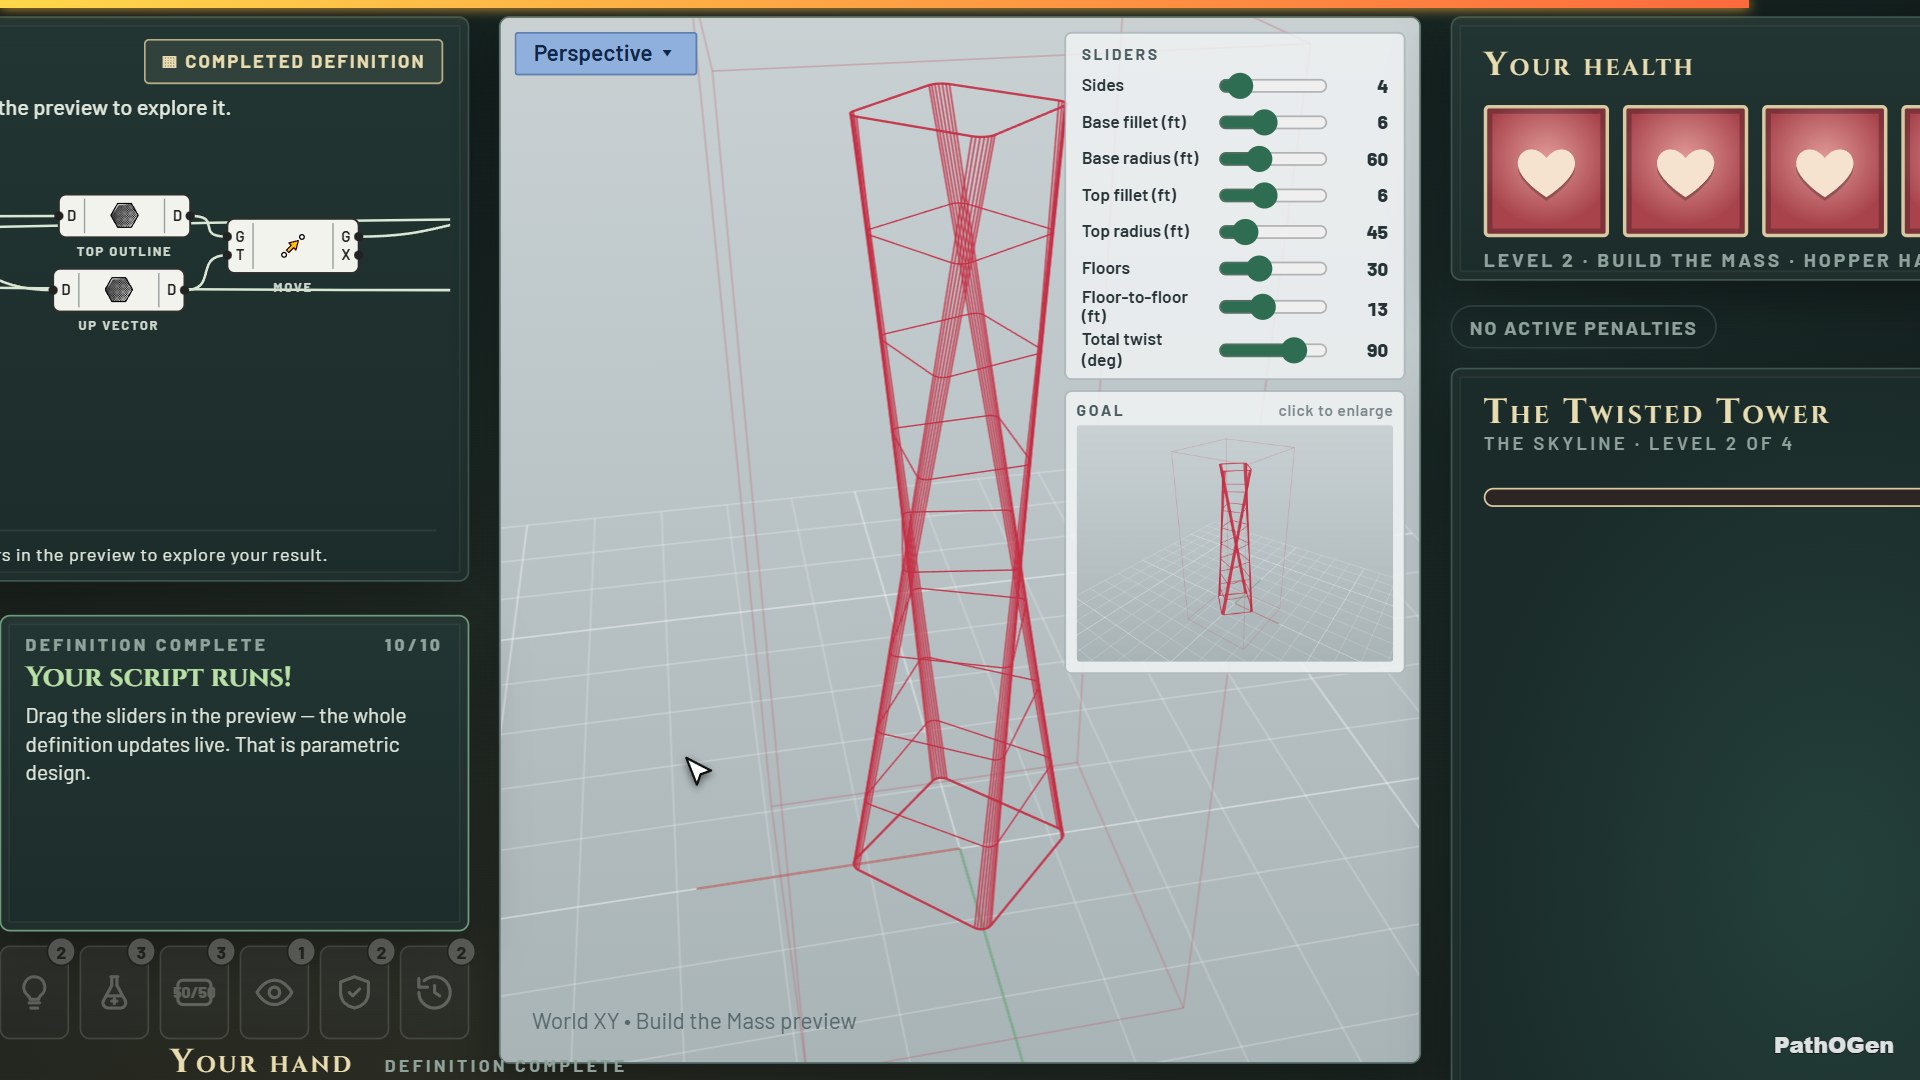 ▦ COMPLETED DEFINITION
the preview to explore it.
D D
TOP OUTLINE
G G
T X
MOVE
D D
UP VECTOR
s in the preview to explore your result.
DEFINITION COMPLETE 10/10
YOUR SCRIPT RUNS!
Drag the sliders in the preview — the whole
definition updates live. That is parametric
design.
2 3 3 1 2 2
50/50
YOUR HAND DEFINITION COMPLETE
Perspective
SLIDERS
Sides 4
Base fillet (ft) 6
Base radius (ft) 60
Top fillet (ft) 6
Top radius (ft) 45
Floors 30
Floor-to-floor
(ft) 13
Total twist
(deg) 90
GOAL click to enlarge
World XY • Build the Mass preview
YOUR HEALTH
LEVEL 2 · BUILD THE MASS · HOPPER HA
NO ACTIVE PENALTIES
THE TWISTED TOWER
THE SKYLINE · LEVEL 2 OF 4
PathOGen